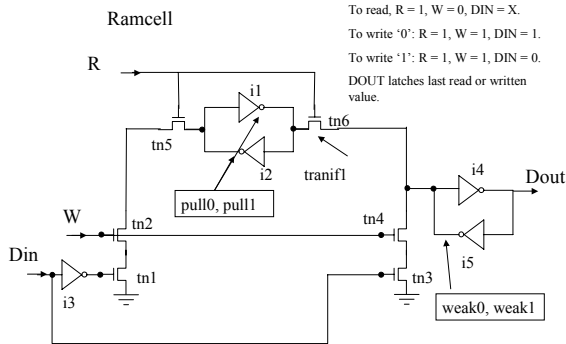 Ramcell
To read, R = 1, W = 0, DIN = X.
To write ‘0’: R = 1, W = 1, DIN = 1.
To write ‘1’: R = 1, W = 1, DIN = 0.
DOUT latches last read or written
value.
R
i1
tn6
tn5
i2
tranif1
i4
Dout
pull0, pull1
W
tn2
tn4
i5
Din
i3
tn1
tn3
weak0, weak1